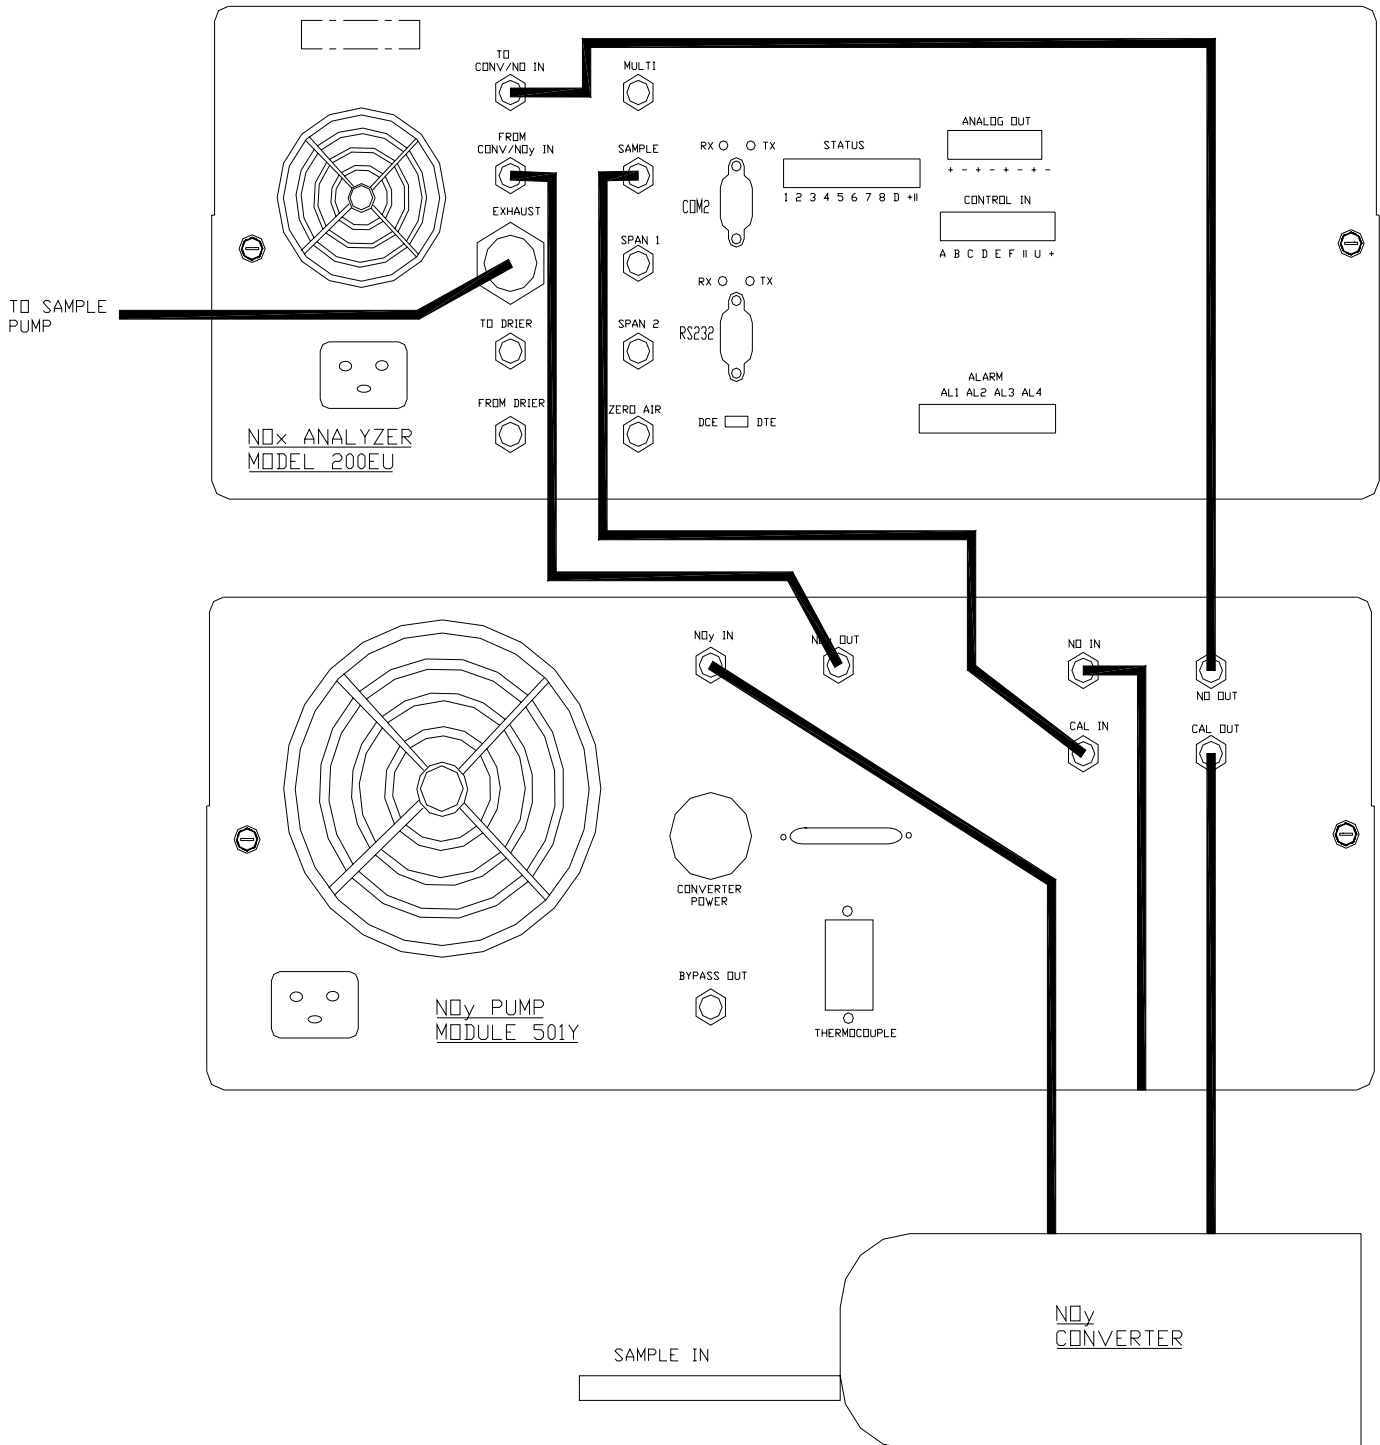 TO
CONV/NO IN
MULTI
FROM
CONV/NOy IN
SAMPLE
RX TX
STATUS
1 2 3 4 5 6 7 8 D +
ANALOG OUT
+ - + - + - + -
COM2
CONTROL IN
A B C D E F U +
EXHAUST
SPAN 1
RX TX
TO SAMPLE
PUMP
TO DRIER
SPAN 2
RS232
ALARM
AL1 AL2 AL3 AL4
FROM DRIER
ZERO AIR
DCE DTE
NOx ANALYZER
MODEL 200EU
NOy IN
NOy OUT
NO IN
NO OUT
CAL IN
CAL OUT
CONVERTER
POWER
BYPASS OUT
NOy PUMP
MODULE 501Y
THERMOCOUPLE
NOy
CONVERTER
SAMPLE IN